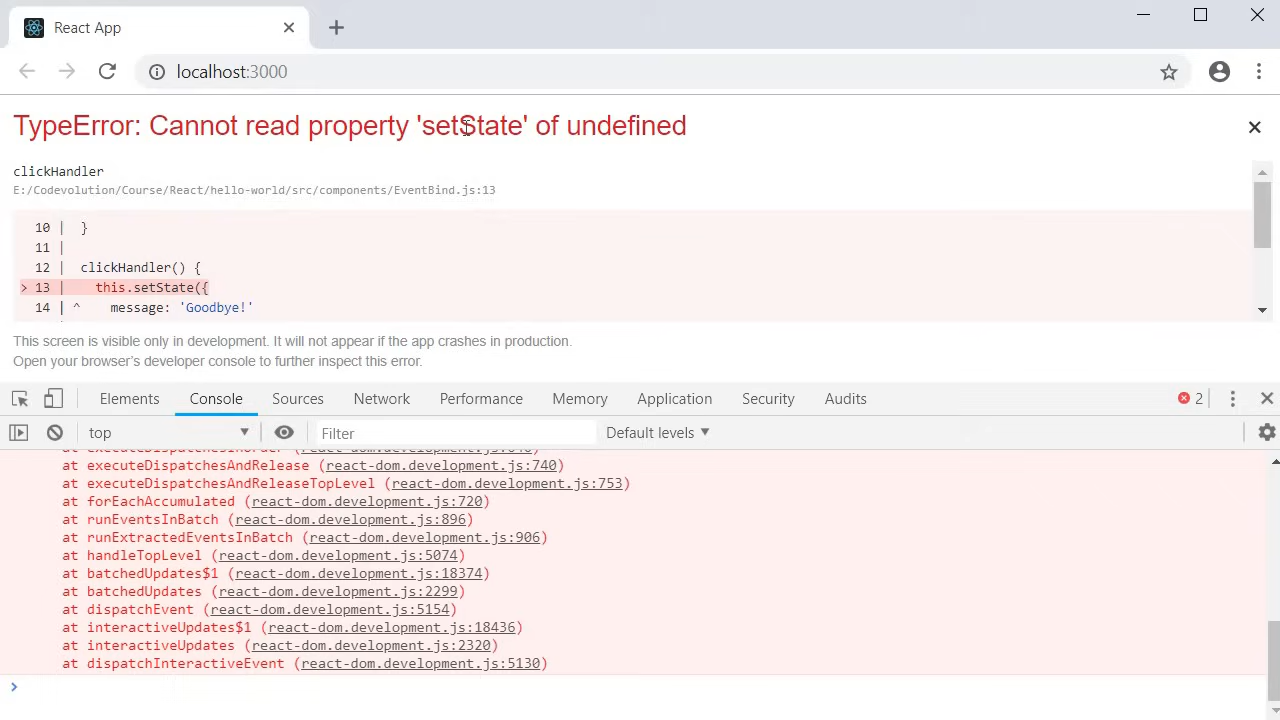 React App
localhost:3000
TypeError: Cannot read property 'setState' of undefined
clickHandler
E:/Codevolution/Course/React/hello-world/src/components/EventBind.js:13
10 | }
11 |
12 | clickHandler() {
> 13 | this.setState({
14 | ^ message: 'Goodbye!'
This screen is visible only in development. It will not appear if the app crashes in production.
Open your browser's developer console to further inspect this error.
Elements Console Sources Network Performance Memory Application Security Audits 2
top Filter Default levels
at executeDispatchesAndRelease (react-dom.development.js:740)
at executeDispatchesAndReleaseTopLevel (react-dom.development.js:753)
at forEachAccumulated (react-dom.development.js:720)
at runEventsInBatch (react-dom.development.js:896)
at runExtractedEventsInBatch (react-dom.development.js:906)
at handleTopLevel (react-dom.development.js:5074)
at batchedUpdates$1 (react-dom.development.js:18374)
at batchedUpdates (react-dom.development.js:2299)
at dispatchEvent (react-dom.development.js:5154)
at interactiveUpdates$1 (react-dom.development.js:18436)
at interactiveUpdates (react-dom.development.js:2320)
at dispatchInteractiveEvent (react-dom.development.js:5130)